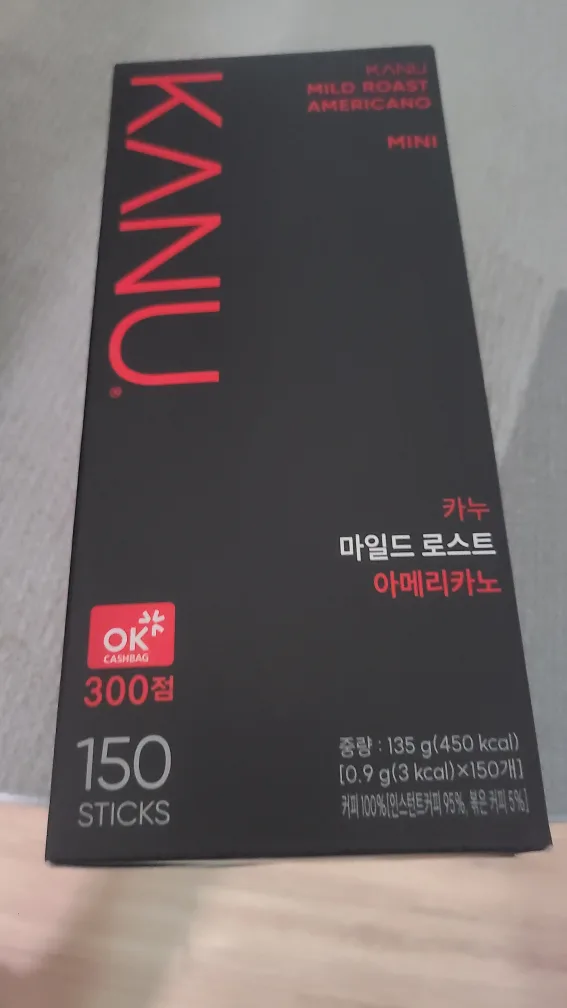 KANU®
KANU
MILD ROAST
AMERICANO
MINI
카누
마일드 로스트
아메리카노
OK
CASHBAG
300점
150
STICKS
중량 : 135 g(450 kcal)
[0.9 g(3 kcal)×150개]
커피 100%[인스턴트커피 95%, 볶은 커피 5%]